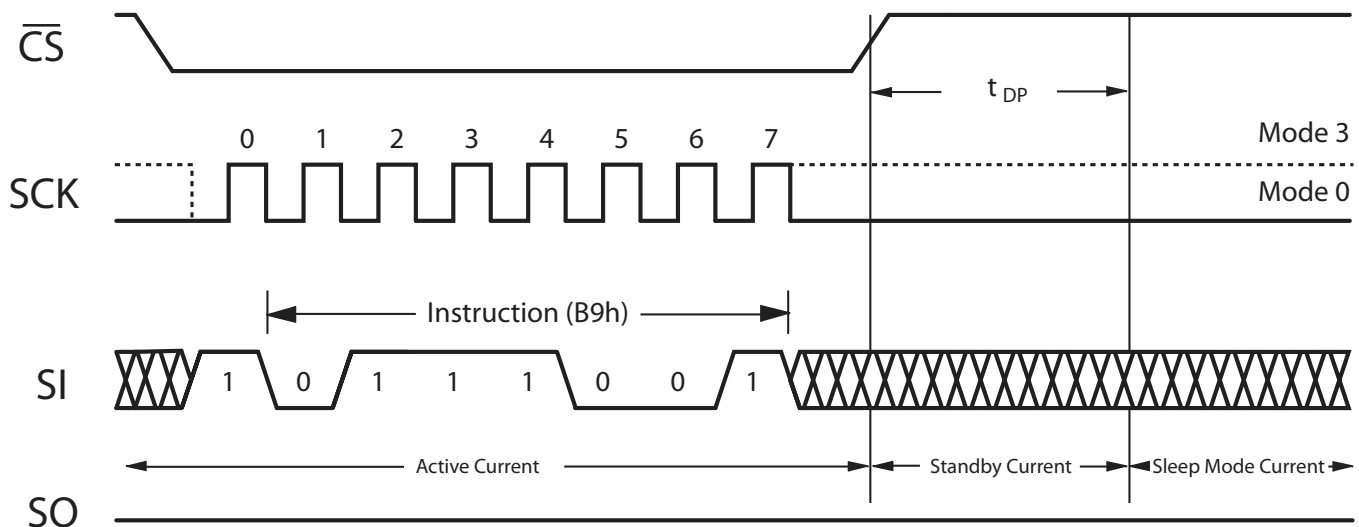 CS
t DP
0 1 2 3 4 5 6 7
Mode 3
SCK
Mode 0
Instruction (B9h)
SI
1 0 1 1 1 0 0 1
Active Current
Standby Current
Sleep Mode Current
SO